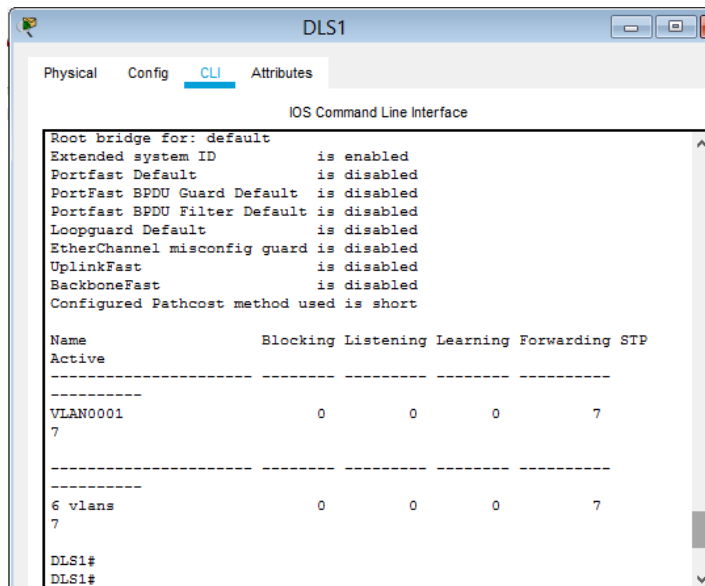 DLS1
Physical Config CLI Attributes
IOS Command Line Interface
Root bridge for: default
Extended system ID           is enabled
Portfast Default             is disabled
PortFast BPDU Guard Default  is disabled
Portfast BPDU Filter Default is disabled
Loopguard Default            is disabled
EtherChannel misconfig guard is disabled
UplinkFast                   is disabled
BackboneFast                 is disabled
Configured Pathcost method used is short
Name                   Blocking Listening Learning Forwarding STP
Active
---------------------- -------- --------- -------- ----------
----------
VLAN0001                     0         0        0          7
7
---------------------- -------- --------- -------- ----------
----------
6 vlans                      0         0        0          7
7
DLS1#
DLS1#